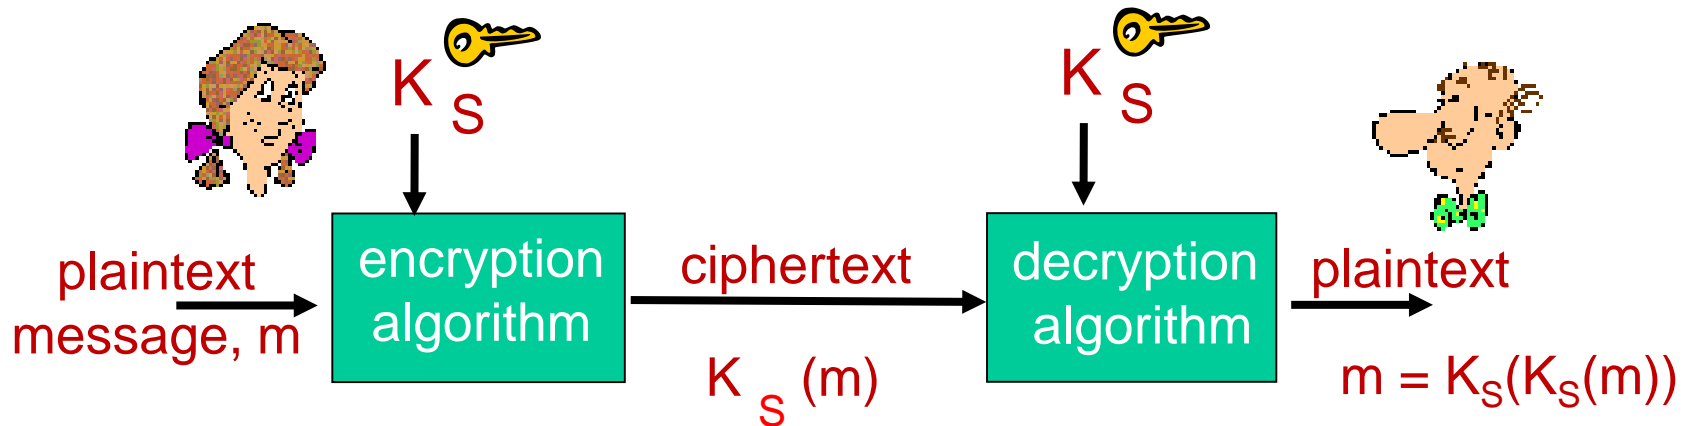 K S
K S
plaintext
message, m
encryption
algorithm
ciphertext
K S (m)
decryption
algorithm
plaintext
m = KS(KS(m))